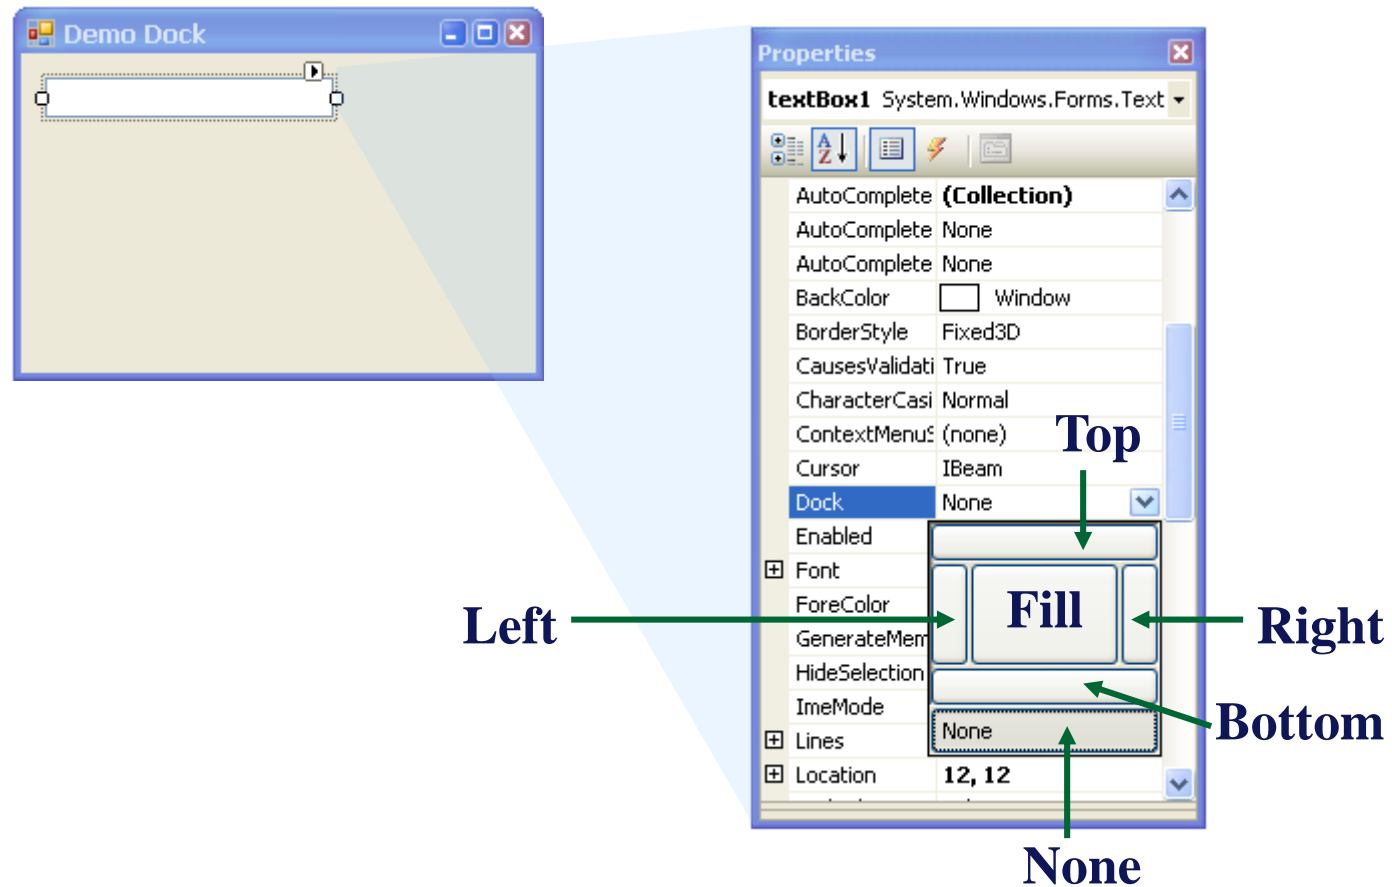 Demo Dock
Properties
textBox1 System.Windows.Forms.Text
A
Z
AutoComplete (Collection)
AutoComplete None
AutoComplete None
BackColor Window
BorderStyle Fixed3D
CausesValidati True
CharacterCasi Normal
ContextMenuS (none)
Top
Cursor IBeam
Dock None
Enabled
Font
ForeColor
Fill
Left
Right
GenerateMem
HideSelection
ImeMode
Bottom
Lines
None
Location 12, 12
None